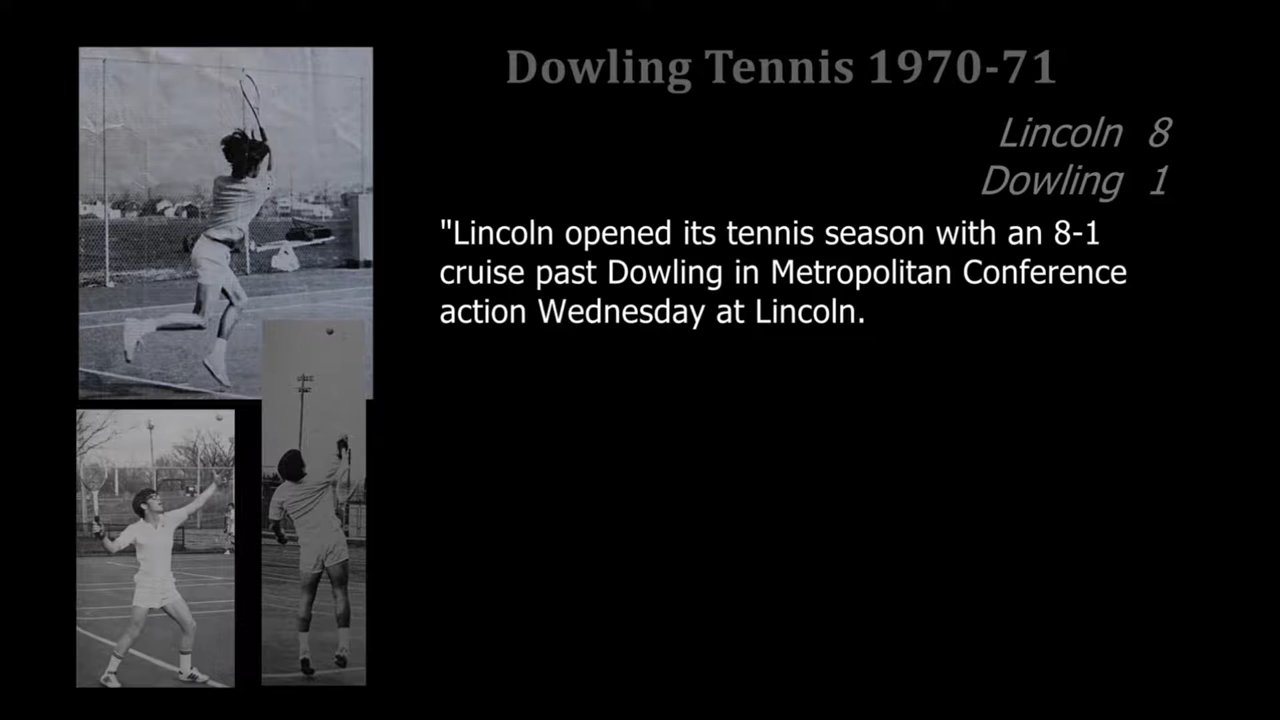 Dowling Tennis 1970-71
Lincoln 8
Dowling 1
"Lincoln opened its tennis season with an 8-1
cruise past Dowling in Metropolitan Conference
action Wednesday at Lincoln.